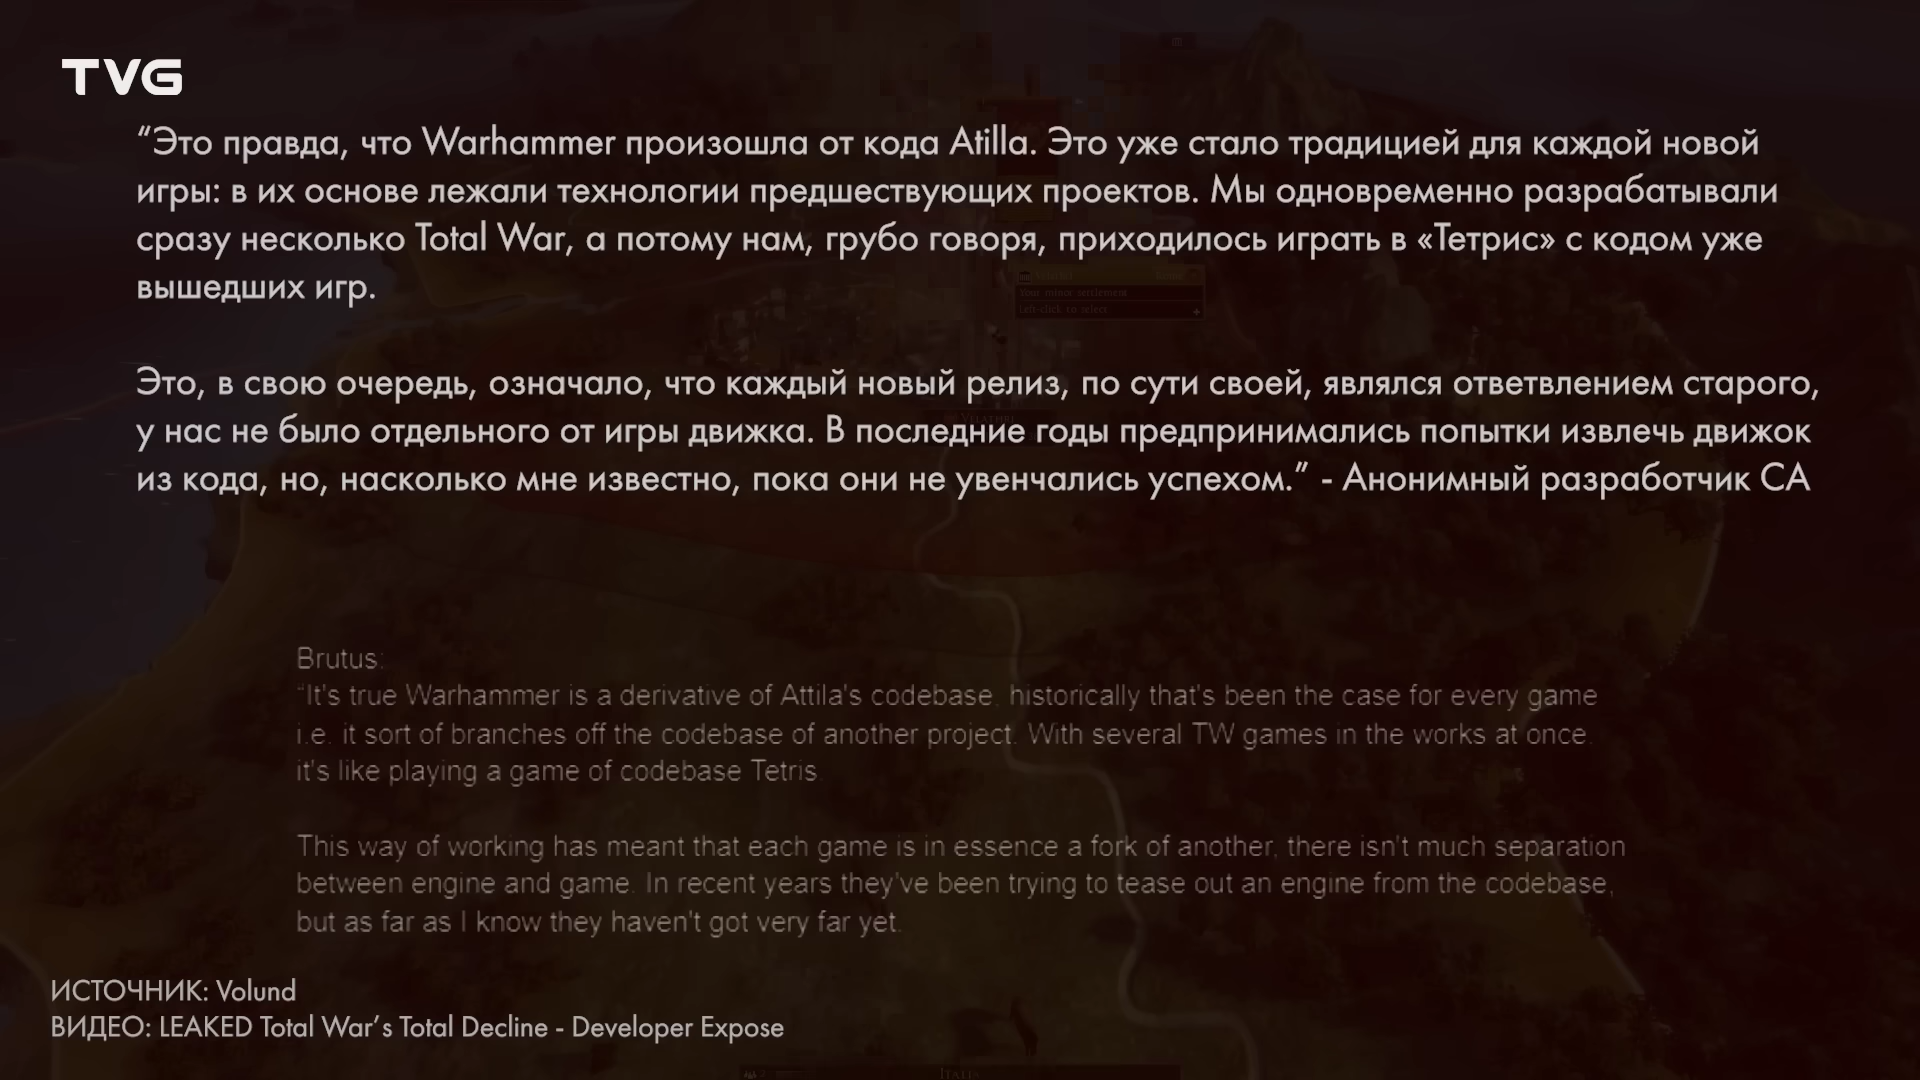 TVG
“Это правда, что Warhammer произошла от кода Atilla. Это уже стало традицией для каждой новой
игры: в их основе лежали технологии предшествующих проектов. Мы одновременно разрабатывали
сразу несколько Total War, а потому нам, грубо говоря, приходилось играть в «Тетрис» с кодом уже
вышедших игр.
Your minor settlement
Left-click to select
Это, в свою очередь, означало, что каждый новый релиз, по сути своей, являлся ответвлением старого,
у нас не было отдельного от игры движка. В последние годы предпринимались попытки извлечь движок
из кода, но, насколько мне известно, пока они не увенчались успехом.” - Анонимный разработчик CA
Brutus:
“It's true Warhammer is a derivative of Attila's codebase, historically that's been the case for every game
i.e. it sort of branches off the codebase of another project. With several TW games in the works at once,
it's like playing a game of codebase Tetris.
This way of working has meant that each game is in essence a fork of another, there isn't much separation
between engine and game. In recent years they've been trying to tease out an engine from the codebase,
but as far as I know they haven't got very far yet.
ИСТОЧНИК: Volund
ВИДЕО: LEAKED Total War’s Total Decline - Developer Expose
ITALIA